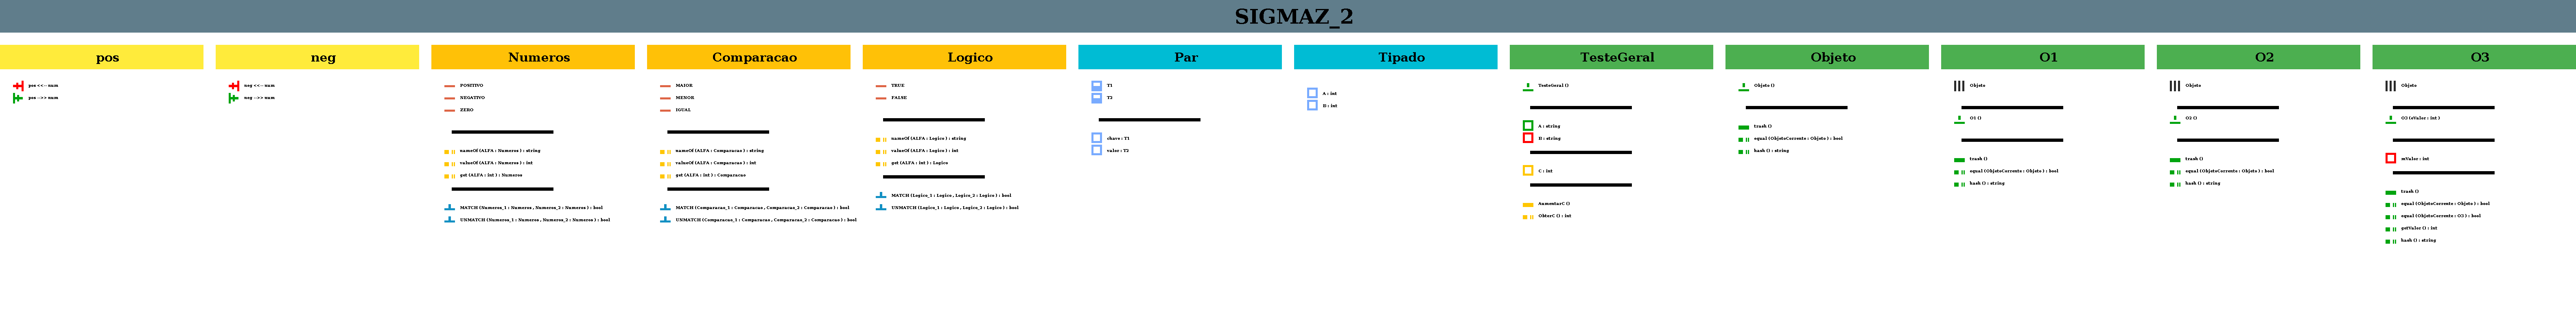 SIGMAZ_2
pos
pos <<-- num
pos -->> num
neg
neg <<-- num
neg -->> num
Numeros
POSITIVO
NEGATIVO
ZERO
nameOf (ALFA : Numeros ) : string
valueOf (ALFA : Numeros ) : int
get (ALFA : int ) : Numeros
MATCH (Numeros_1 : Numeros , Numeros_2 : Numeros ) : bool
UNMATCH (Numeros_1 : Numeros , Numeros_2 : Numeros ) : bool
Comparacao
MAIOR
MENOR
IGUAL
nameOf (ALFA : Comparacao ) : string
valueOf (ALFA : Comparacao ) : int
get (ALFA : int ) : Comparacao
MATCH (Comparacao_1 : Comparacao , Comparacao_2 : Comparacao ) : bool
UNMATCH (Comparacao_1 : Comparacao , Comparacao_2 : Comparacao ) : bool
Logico
TRUE
FALSE
nameOf (ALFA : Logico ) : string
valueOf (ALFA : Logico ) : int
get (ALFA : int ) : Logico
MATCH (Logico_1 : Logico , Logico_2 : Logico ) : bool
UNMATCH (Logico_1 : Logico , Logico_2 : Logico ) : bool
Par
T1
T2
chave : T1
valor : T2
Tipado
A : int
B : int
TesteGeral
TesteGeral ()
A : string
B : string
C : int
AumentarC ()
ObterC () : int
Objeto
Objeto ()
trash ()
equal (ObjetoCorrente : Objeto ) : bool
hash () : string
O1
Objeto
O1 ()
trash ()
equal (ObjetoCorrente : Objeto ) : bool
hash () : string
O2
Objeto
O2 ()
trash ()
equal (ObjetoCorrente : Objeto ) : bool
hash () : string
O3
Objeto
O3 (eValor : int )
mValor : int
trash ()
equal (ObjetoCorrente : Objeto ) : bool
equal (ObjetoCorrente : O3 ) : bool
getValor () : int
hash () : string